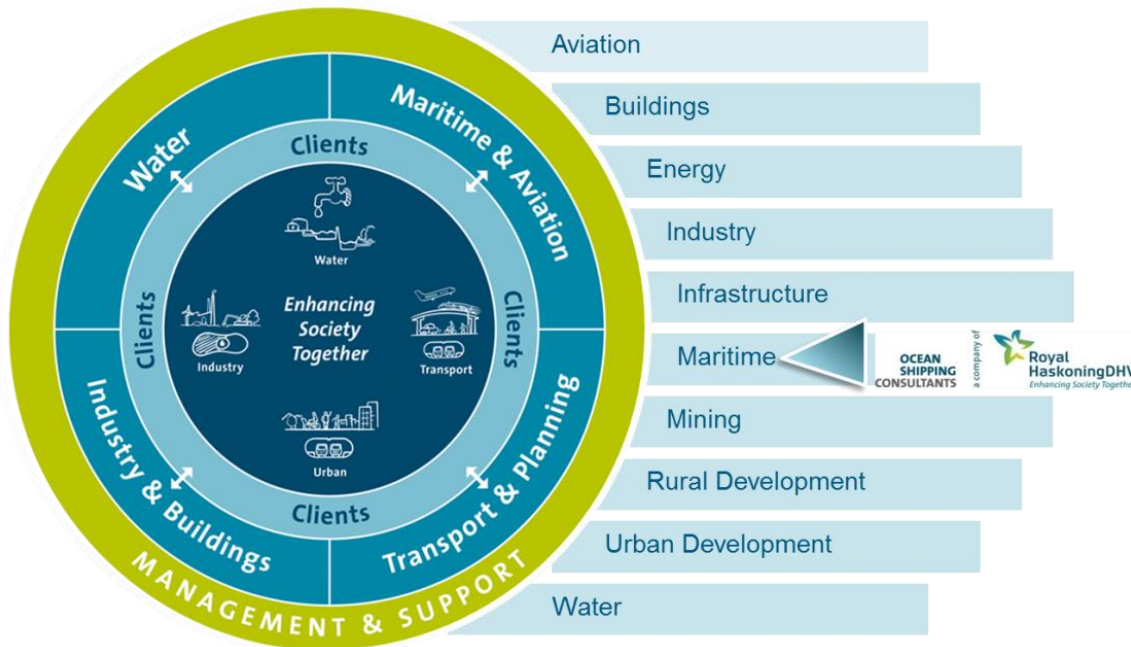 MANAGEMENT & SUPPORT
Water
Maritime & Aviation
Industry & Buildings
Transport & Planning
Clients
Clients
Clients
Clients
Water
Industry
Enhancing
Society
Together
Transport
Urban
Aviation
Buildings
Energy
Industry
Infrastructure
Maritime
OCEAN
SHIPPING
CONSULTANTS
a company of
Royal
HaskoningDHV
Enhancing Society Together
Mining
Rural Development
Urban Development
Water